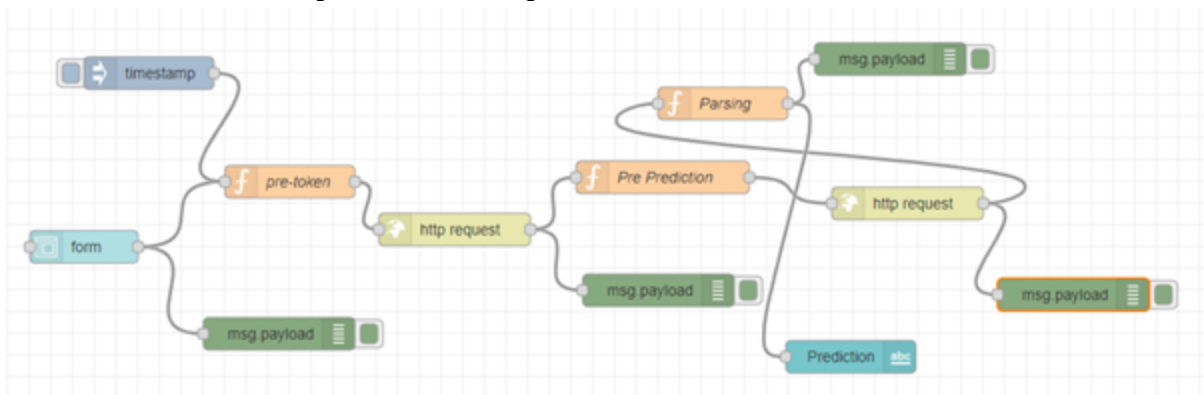 timestamp
msg.payload
Parsing
pre-token
Pre Prediction
http request
http request
form
msg.payload
msg.payload
msg.payload
Prediction abc